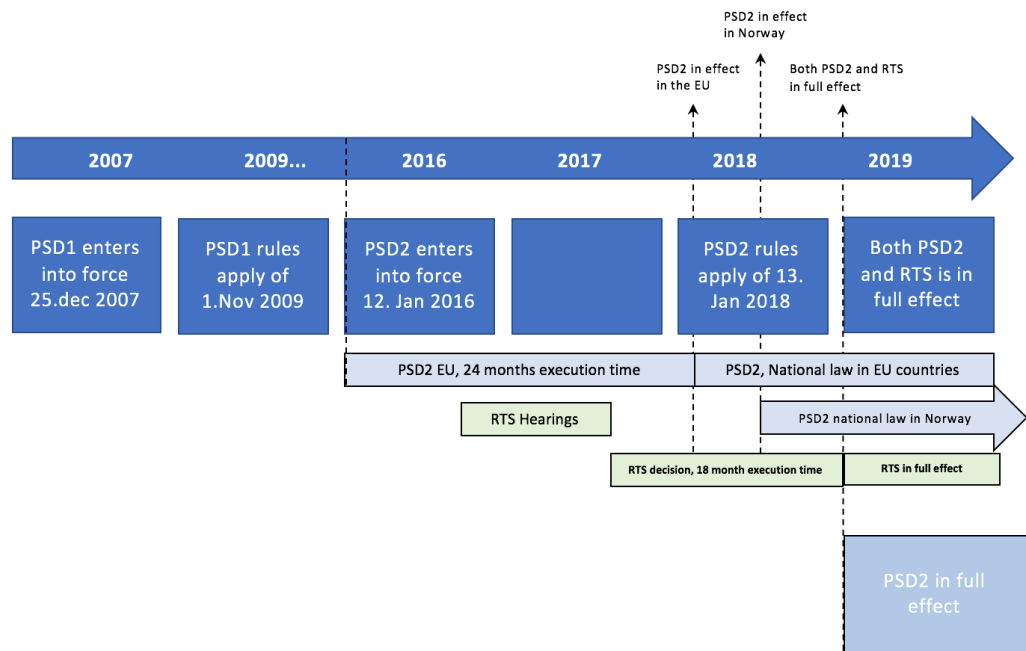 PSD2 in effect
in Norway
PSD2 in effect
in the EU
Both PSD2 and RTS
in full effect
2007
2009...
2016
2017
2018
2019
PSD1 enters
into force
25.dec 2007
PSD1 rules
apply of
1.Nov 2009
PSD2 enters
into force
12. Jan 2016
PSD2 rules
apply of 13.
Jan 2018
Both PSD2
and RTS is in
full effect
PSD2 EU, 24 months execution time
PSD2, National law in EU countries
RTS Hearings
PSD2 national law in Norway
RTS decision, 18 month execution time
RTS in full effect
PSD2 in full
effect